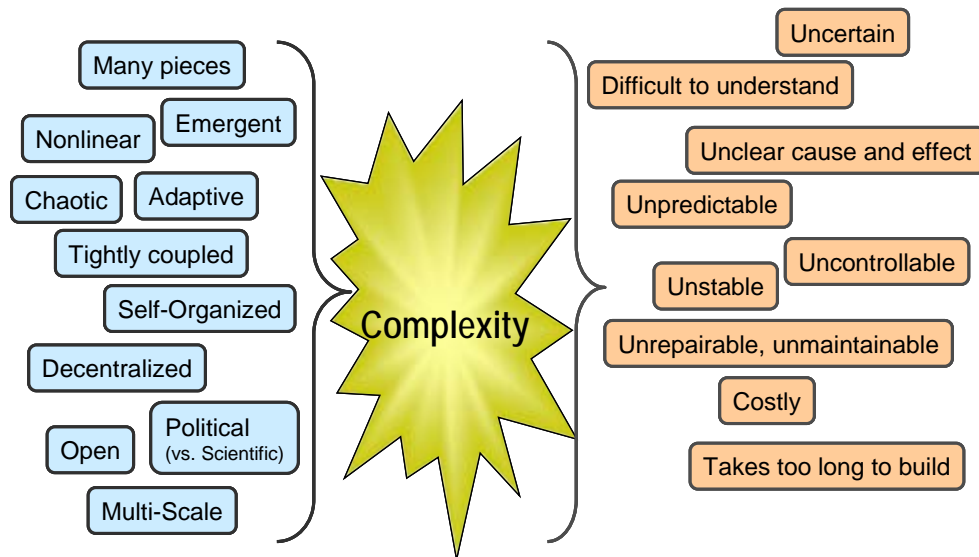 Many pieces
Emergent
Nonlinear
Adaptive
Chaotic
Tightly coupled
Self-Organized
Decentralized
Political
(vs. Scientific)
Open
Multi-Scale
Complexity
Uncertain
Difficult to understand
Unclear cause and effect
Unpredictable
Uncontrollable
Unstable
Unrepairable, unmaintainable
Costly
Takes too long to build